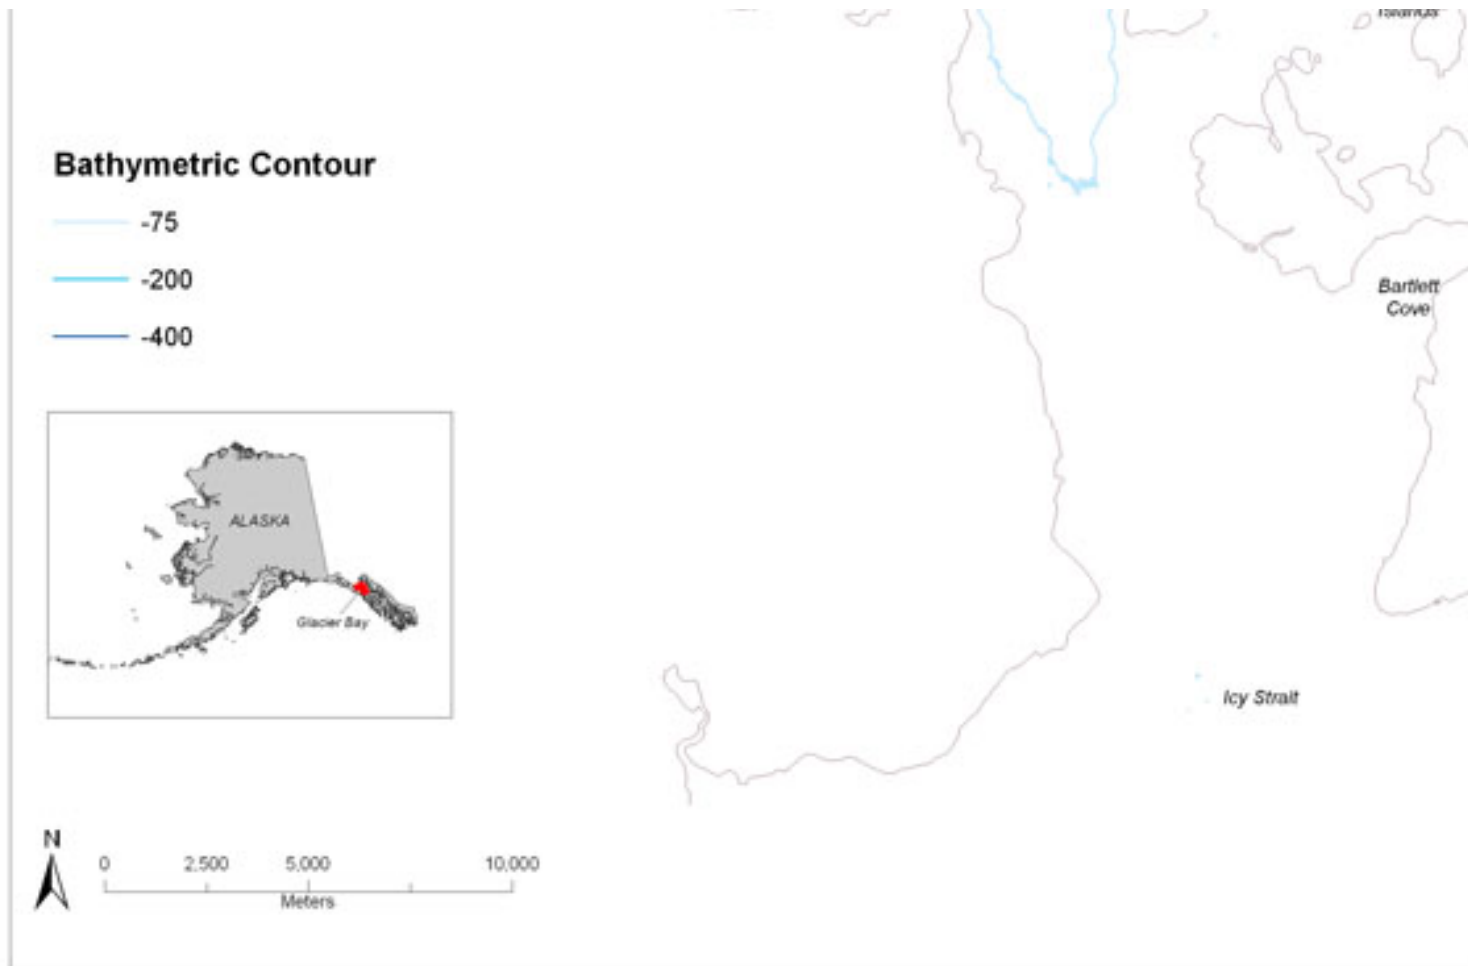 Islands
Bathymetric Contour
-75
-200
-400
Bartlett
Cove
ALASKA
Glacier Bay
Icy Strait
N
0 2,500 5,000 10,000
Meters